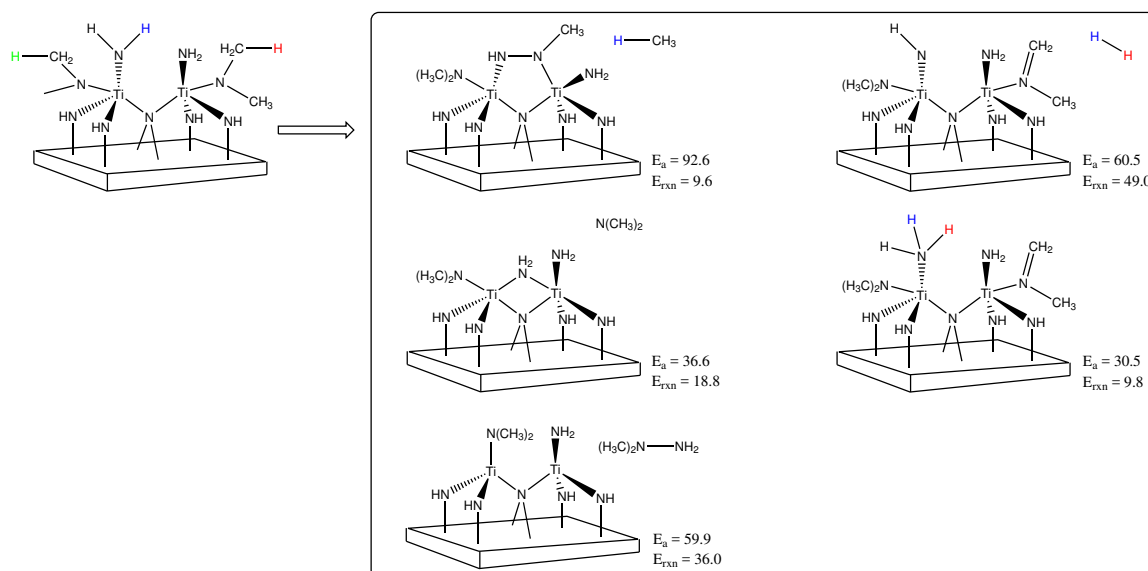 H H
H CH₂ N H₂C H
NH₂
N Ti Ti N
HN HN N NH NH CH₃
CH₃
HN N H CH₃
(H₃C)₂N NH₂
Ti Ti
HN HN N NH NH
Eₐ = 92.6
Eᵣₓₙ = 9.6
H H H
N NH₂ CH₂
(H₃C)₂N Ti Ti N
CH₃
HN HN N NH NH
Eₐ = 60.5
Eᵣₓₙ = 49.0
N(CH₃)₂
H₂ NH₂
(H₃C)₂N N
Ti Ti
HN HN N NH NH
Eₐ = 36.6
Eᵣₓₙ = 18.8
H H
H N NH₂ CH₂
(H₃C)₂N Ti Ti N
CH₃
HN HN N NH NH
Eₐ = 30.5
Eᵣₓₙ = 9.8
N(CH₃)₂ NH₂ (H₃C)₂N NH₂
Ti Ti
HN HN N NH NH
Eₐ = 59.9
Eᵣₓₙ = 36.0